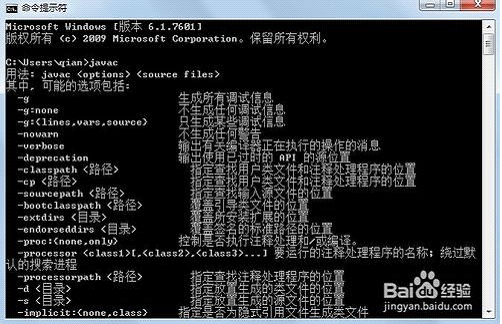 命令提示符
Microsoft Windows [版本 6.1.7601]
版权所有 (c) 2009 Microsoft Corporation。保留所有权利。
C:\Users\qian>javac
用法: javac <options> <source files>
其中, 可能的选项包括:
-g 生成所有调试信息
-g:none 不生成任何调试信息
-g:{lines,vars,source} 只生成某些调试信息
-nowarn 不生成任何警告
-verbose 输出有关编译器正在执行的操作的消息
-deprecation 输出使用已过时的 API 的源位置
-classpath <路径> 指定查找用户类文件和注释处理程序的位置
-cp <路径> 指定查找用户类文件和注释处理程序的位置
-sourcepath <路径> 指定查找输入源文件的位置
-bootclasspath <路径> 覆盖引导类文件的位置
-extdirs <目录> 覆盖所安装扩展的位置
-endorseddirs <目录> 覆盖签名的标准路径的位置
-proc:{none,only} 控制是否执行注释处理和/或编译。
-processor <class1>[,<class2>,<class3>...] 要运行的注释处理程序的名称; 绕过默
认的搜索进程
-processorpath <路径> 指定查找注释处理程序的位置
-d <目录> 指定放置生成的类文件的位置
-s <目录> 指定放置生成的源文件的位置
-implicit:{none,class} 指定是否为隐式引用文件生成类文件
Baidu 经验
jingyan.baidu.com